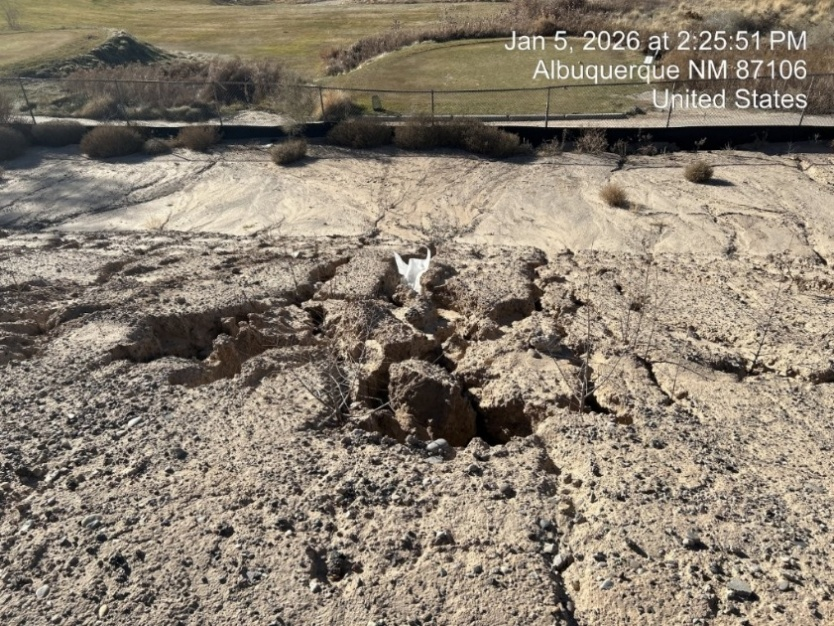 Jan 5, 2026 at 2:25:51 PM
Albuquerque NM 87106
United States